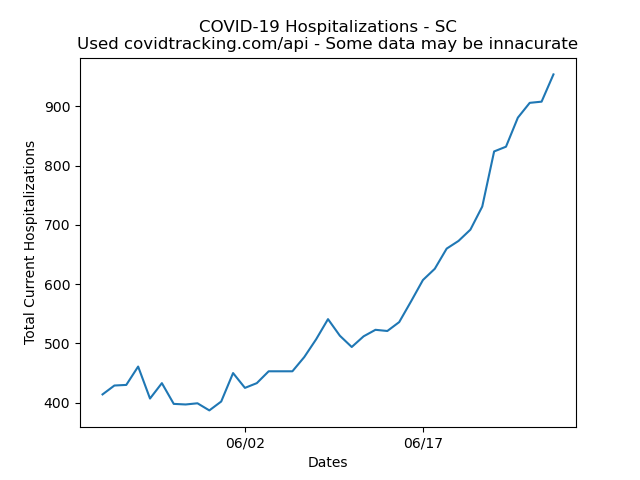 COVID-19 Hospitalizations - SC
Used covidtracking.com/api - Some data may be innacurate
Total Current Hospitalizations
900
800
700
600
500
400
06/02
06/17
Dates